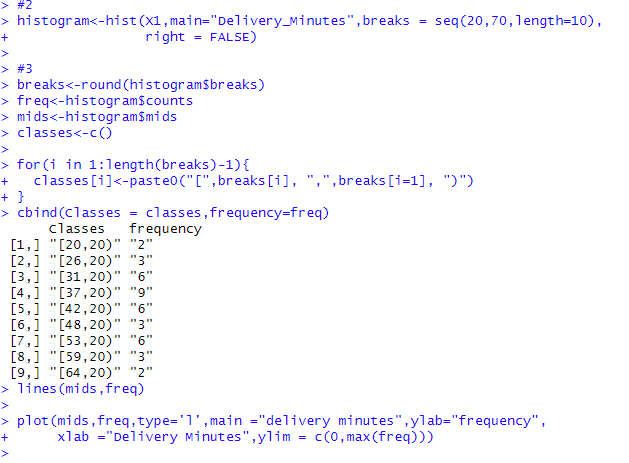 > #2
> histogram<-hist(X1,main="Delivery_Minutes",breaks = seq(20,70,length=10),
+                 right = FALSE)
>
> #3
> breaks<-round(histogram$breaks)
> freq<-histogram$counts
> mids<-histogram$mids
> classes<-c()
>
> for(i in 1:length(breaks)-1){
+   classes[i]<-paste0("[",breaks[i], ",",breaks[i=1], ")")
+ }
> cbind(Classes = classes,frequency=freq)
      Classes   frequency
 [1,] "[20,20)" "2"
 [2,] "[26,20)" "3"
 [3,] "[31,20)" "6"
 [4,] "[37,20)" "9"
 [5,] "[42,20)" "6"
 [6,] "[48,20)" "3"
 [7,] "[53,20)" "6"
 [8,] "[59,20)" "3"
 [9,] "[64,20)" "2"
> lines(mids,freq)
>
> plot(mids,freq,type='l',main ="delivery minutes",ylab="frequency",
+      xlab ="Delivery Minutes",ylim = c(0,max(freq)))
>